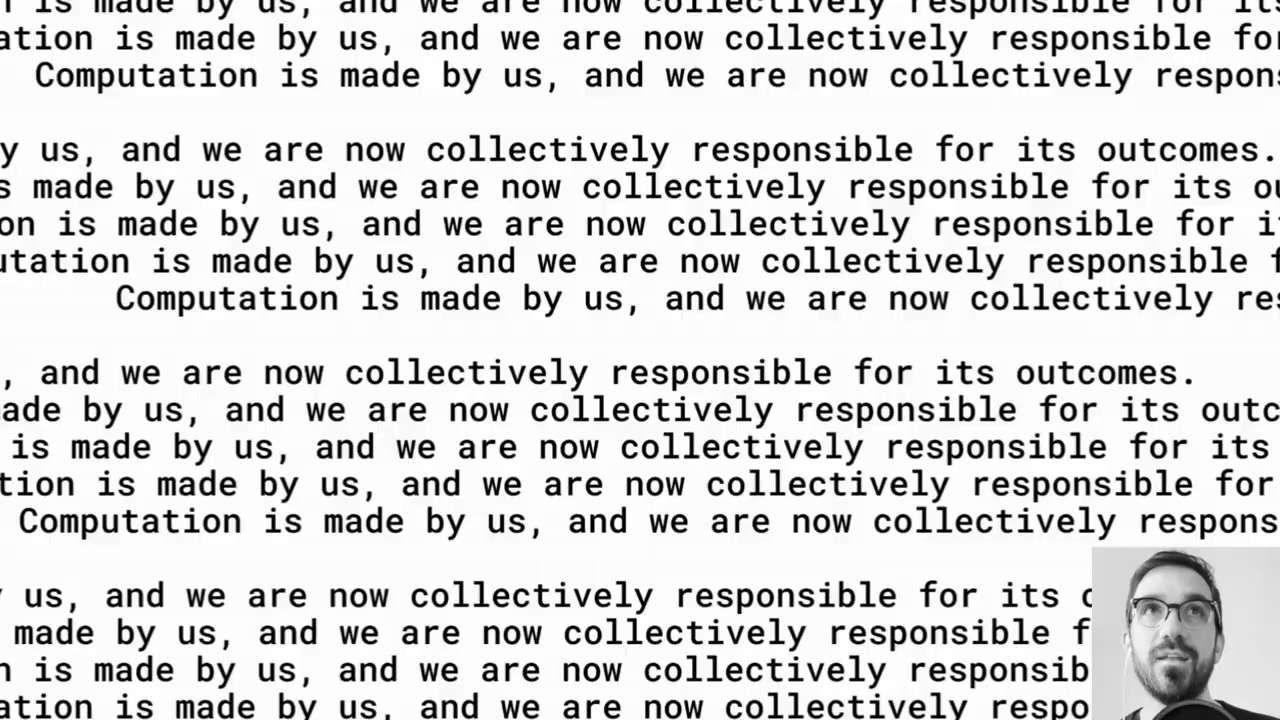 is made by us, and we are now collectively responsible for its
ation is made by us, and we are now collectively responsible for
Computation is made by us, and we are now collectively respons
y us, and we are now collectively responsible for its outcomes.
s made by us, and we are now collectively responsible for its ou
on is made by us, and we are now collectively responsible for i
utation is made by us, and we are now collectively responsible f
Computation is made by us, and we are now collectively res
, and we are now collectively responsible for its outcomes.
ade by us, and we are now collectively responsible for its outc
is made by us, and we are now collectively responsible for its
tion is made by us, and we are now collectively responsible for
Computation is made by us, and we are now collectively respons
y us, and we are now collectively responsible for its o
made by us, and we are now collectively responsible f
n is made by us, and we are now collectively responsib
ation is made by us, and we are now collectively respo